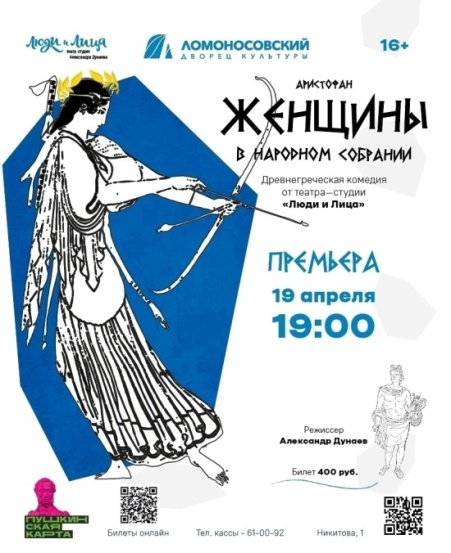 Люди и Лица
театр студия
Александра Дунаева
ЛОМОНОСОВСКИЙ
ДВОРЕЦ КУЛЬТУРЫ
16+
АРИСТОФАН
ЖЕНЩИНЫ
В НАРОДНОМ СОБРАНИИ
Древнегреческая комедия
от театра—студии
«Люди и Лица»
ПРЕМЬЕРА
19 апреля
19:00
Режиссер
Александр Дунаев
Билет 400 руб.
ПУШКИН
СКАЯ
КАРТА
Билеты онлайн
Тел. кассы - 61-00-92
Никитова, 1